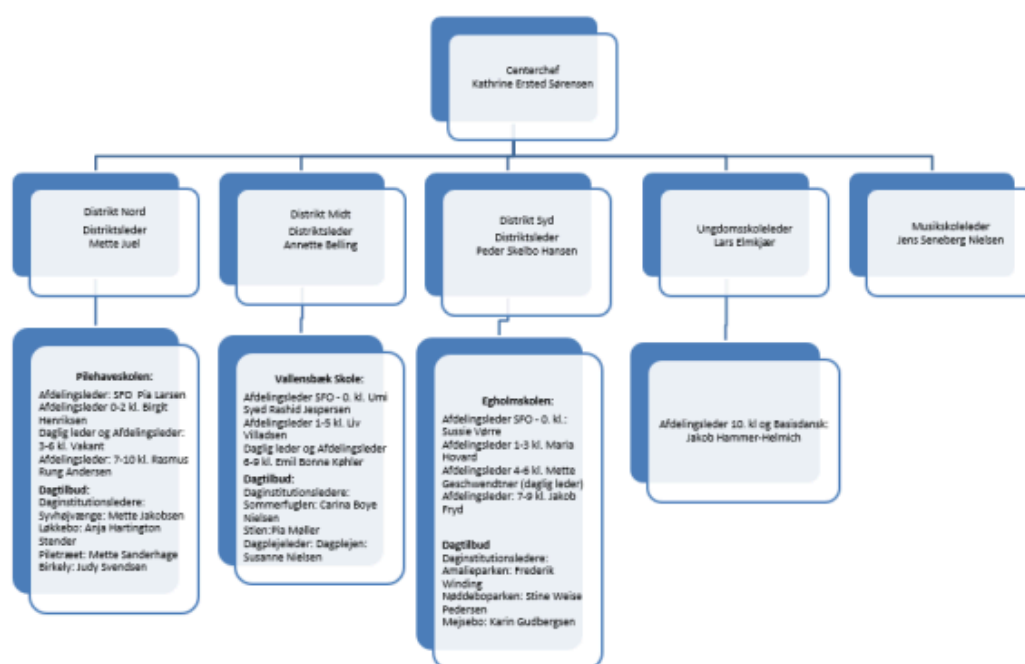 Centerchef
Kathrine Ersted Sørensen
Distrikt Nord
Distriktsleder
Mette Juel
Distrikt Midt
Distriktsleder
Annette Belling
Distrikt Syd
Distriktsleder
Peder Skelbo Hansen
Ungdomsskoleleder
Lars Elmkjær
Musikskoleleder
Jens Seneberg Nielsen
Pilehaveskolen:
Afdelingsleder: SFO Pia Larsen
Afdelingsleder 0-2 kl. Birgit
Henriksen
Daglig leder og Afdelingsleder:
3-6 kl. Vakant
Afdelingsleder: 7-10 kl. Rasmus
Rung Andersen
Dagtilbud:
Daginstitutionsledere:
Syvhøjvænge: Mette Jakobsen
Løkkebo: Anja Hartington
Stender
Piletræet: Mette Sanderhage
Birkely: Judy Svendsen
Vallensbæk Skole:
Afdelingsleder SFO - 0. kl. Umi
Syed Rashid Jespersen
Afdelingsleder 1-5 kl. Liv
Villadsen
Daglig leder og Afdelingsleder
6-9 kl. Emil Bonne Køhler
Dagtilbud:
Daginstitutionsledere:
Sommerfuglen: Carina Boye
Nielsen
Stien:Pia Møller
Dagplejeleder: Dagplejen:
Susanne Nielsen
Egholmskolen:
Afdelingsleder SFO - 0. kl.:
Sussie Vørre
Afdelingsleder 1-3 kl. Maria
Hovard
Afdelingsleder 4-6 kl. Mette
Geschwendtner (daglig leder)
Afdelingsleder: 7-9 kl. Jakob
Fryd
Dagtilbud
Daginstitutionsledere:
Amalieparken: Frederik
Winding
Nøddeboparken: Stine Weise
Pedersen
Mejsebo: Karin Gudbergsen
Afdelingsleder 10. kl og Basisdansk:
Jakob Hammer-Helmich